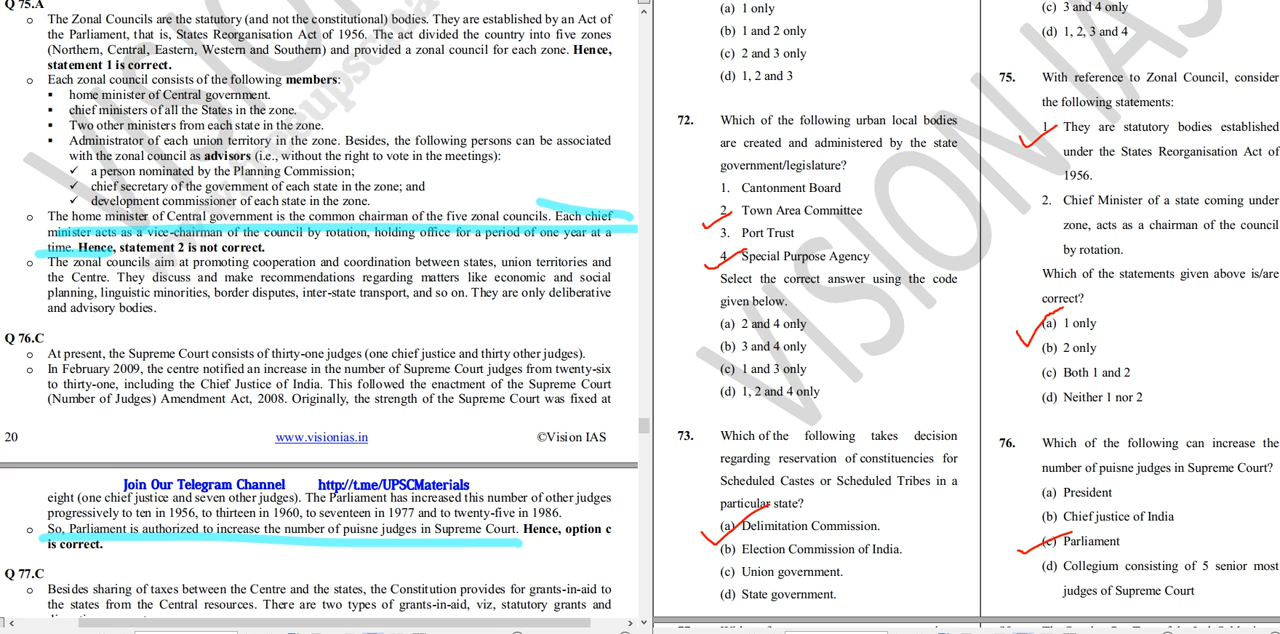 Q 75.A
o The Zonal Councils are the statutory (and not the constitutional) bodies. They are established by an Act of
the Parliament, that is, States Reorganisation Act of 1956. The act divided the country into five zones
(Northern, Central, Eastern, Western and Southern) and provided a zonal council for each zone. Hence,
statement 1 is correct.
o Each zonal council consists of the following members:
▪ home minister of Central government.
▪ chief ministers of all the States in the zone.
▪ Two other ministers from each state in the zone.
▪ Administrator of each union territory in the zone. Besides, the following persons can be associated
with the zonal council as advisors (i.e., without the right to vote in the meetings):
✓ a person nominated by the Planning Commission;
✓ chief secretary of the government of each state in the zone; and
✓ development commissioner of each state in the zone.
o The home minister of Central government is the common chairman of the five zonal councils. Each chief
minister acts as a vice-chairman of the council by rotation, holding office for a period of one year at a
time. Hence, statement 2 is not correct.
o The zonal councils aim at promoting cooperation and coordination between states, union territories and
the Centre. They discuss and make recommendations regarding matters like economic and social
planning, linguistic minorities, border disputes, inter-state transport, and so on. They are only deliberative
and advisory bodies.
Q 76.C
o At present, the Supreme Court consists of thirty-one judges (one chief justice and thirty other judges).
o In February 2009, the centre notified an increase in the number of Supreme Court judges from twenty-six
to thirty-one, including the Chief Justice of India. This followed the enactment of the Supreme Court
(Number of Judges) Amendment Act, 2008. Originally, the strength of the Supreme Court was fixed at
20 www.visionias.in ©Vision IAS
Join Our Telegram Channel http://t.me/UPSCMaterials
eight (one chief justice and seven other judges). The Parliament has increased this number of other judges
progressively to ten in 1956, to thirteen in 1960, to seventeen in 1977 and to twenty-five in 1986.
o So, Parliament is authorized to increase the number of puisne judges in Supreme Court. Hence, option c
is correct.
Q 77.C
o Besides sharing of taxes between the Centre and the states, the Constitution provides for grants-in-aid to
the states from the Central resources. There are two types of grants-in-aid, viz, statutory grants and
(a) 1 only
(b) 1 and 2 only
(c) 2 and 3 only
(d) 1, 2 and 3
72. Which of the following urban local bodies
are created and administered by the state
government/legislature?
1. Cantonment Board
2. Town Area Committee
3. Port Trust
4. Special Purpose Agency
Select the correct answer using the code
given below.
(a) 2 and 4 only
(b) 3 and 4 only
(c) 1 and 3 only
(d) 1, 2 and 4 only
73. Which of the following takes decision
regarding reservation of constituencies for
Scheduled Castes or Scheduled Tribes in a
particular state?
(a) Delimitation Commission.
(b) Election Commission of India.
(c) Union government.
(d) State government.
(c) 3 and 4 only
(d) 1, 2, 3 and 4
75. With reference to Zonal Council, consider
the following statements:
1. They are statutory bodies established
under the States Reorganisation Act of
1956.
2. Chief Minister of a state coming under
zone, acts as a chairman of the council
by rotation.
Which of the statements given above is/are
correct?
(a) 1 only
(b) 2 only
(c) Both 1 and 2
(d) Neither 1 nor 2
76. Which of the following can increase the
number of puisne judges in Supreme Court?
(a) President
(b) Chief justice of India
(c) Parliament
(d) Collegium consisting of 5 senior most
judges of Supreme Court
VISION IAS